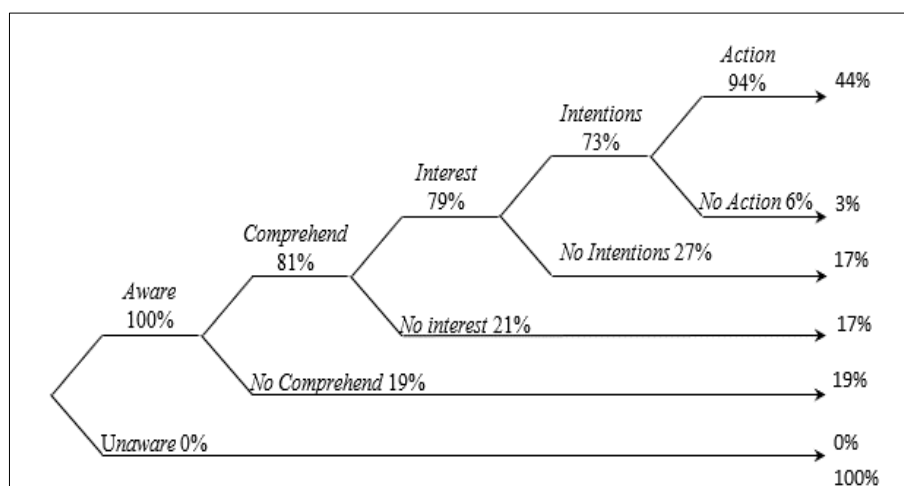 Action
94%
44%
Intentions
73%
Interest
79%
No Action 6%
3%
Comprehend
81%
No Intentions 27%
17%
Aware
100%
No interest 21%
17%
No Comprehend 19%
19%
Unaware 0%
0%
100%